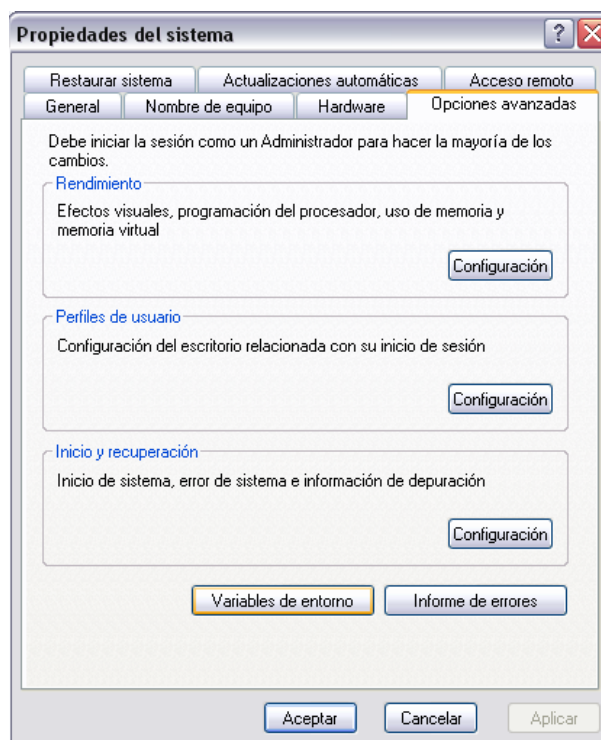 Propiedades del sistema
Restaurar sistema Actualizaciones automáticas Acceso remoto
General Nombre de equipo Hardware Opciones avanzadas
Debe iniciar la sesión como un Administrador para hacer la mayoría de los
cambios.
Rendimiento
Efectos visuales, programación del procesador, uso de memoria y
memoria virtual
Configuración
Perfiles de usuario
Configuración del escritorio relacionada con su inicio de sesión
Configuración
Inicio y recuperación
Inicio de sistema, error de sistema e información de depuración
Configuración
Variables de entorno Informe de errores
Aceptar Cancelar Aplicar